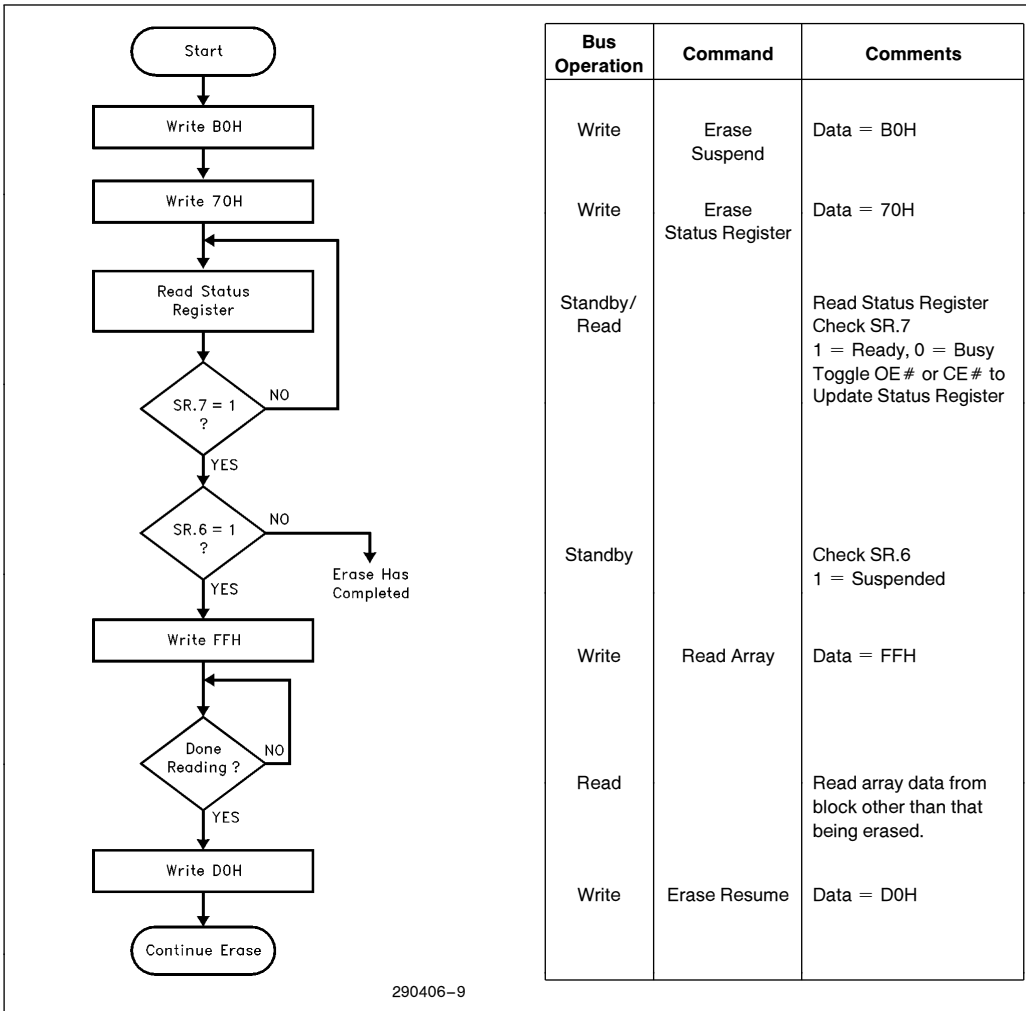 Start
Write B0H
Write 70H
Read Status
Register
SR.7 = 1
?
NO
YES
SR.6 = 1
?
NO
Erase Has
Completed
YES
Write FFH
Done
Reading ?
NO
YES
Write D0H
Continue Erase
290406–9
Bus
Operation
Command
Comments
Write
Erase
Suspend
Data = B0H
Write
Erase
Status Register
Data = 70H
Standby/
Read
Read Status Register
Check SR.7
1 = Ready, 0 = Busy
Toggle OE# or CE# to
Update Status Register
Standby
Check SR.6
1 = Suspended
Write
Read Array
Data = FFH
Read
Read array data from
block other than that
being erased.
Write
Erase Resume
Data = D0H